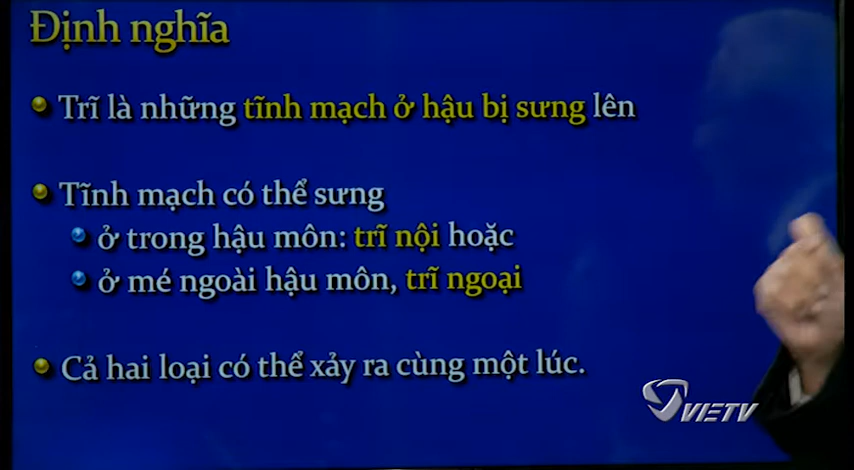 Định nghĩa
Trĩ là những tĩnh mạch ở hậu bị sưng lên
Tĩnh mạch có thể sưng
ở trong hậu môn: trĩ nội hoặc
ở mé ngoài hậu môn, trĩ ngoại
Cả hai loại có thể xảy ra cùng một lúc.
VIETV